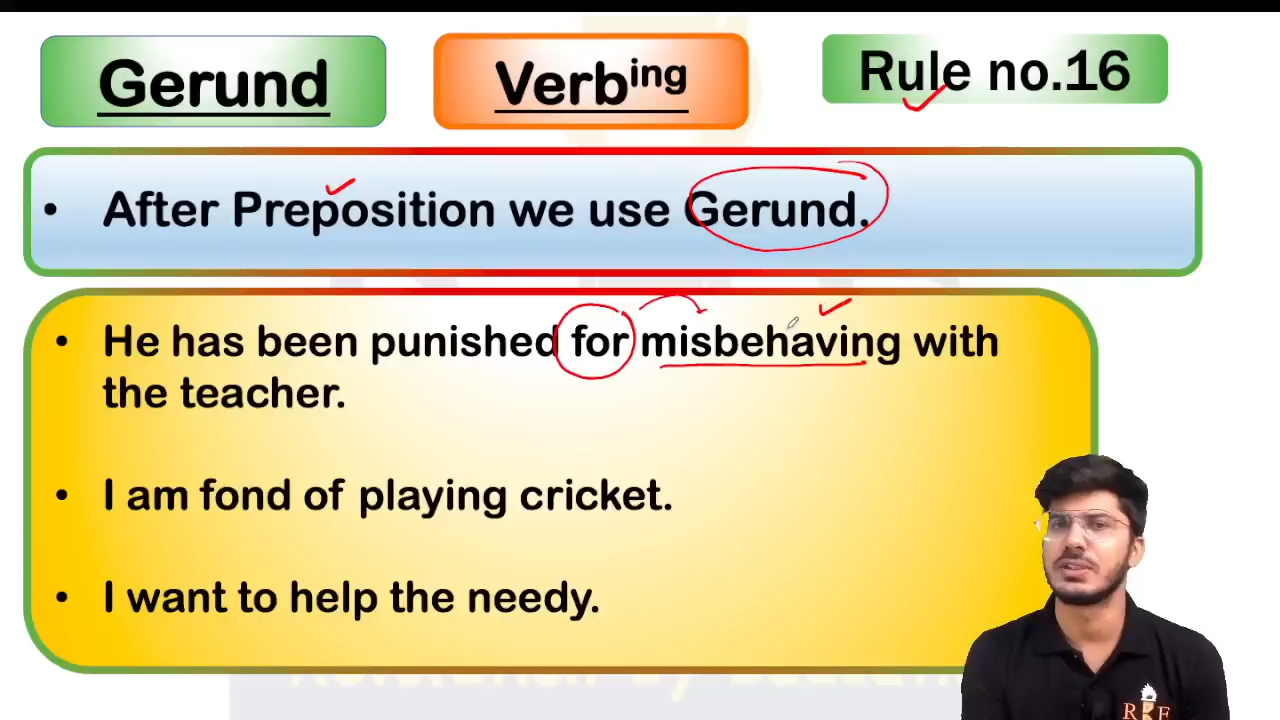 Gerund
Verbing
Rule no.16
• After Preposition we use Gerund.
• He has been punished for misbehaving with
the teacher.
• I am fond of playing cricket.
• I want to help the needy.